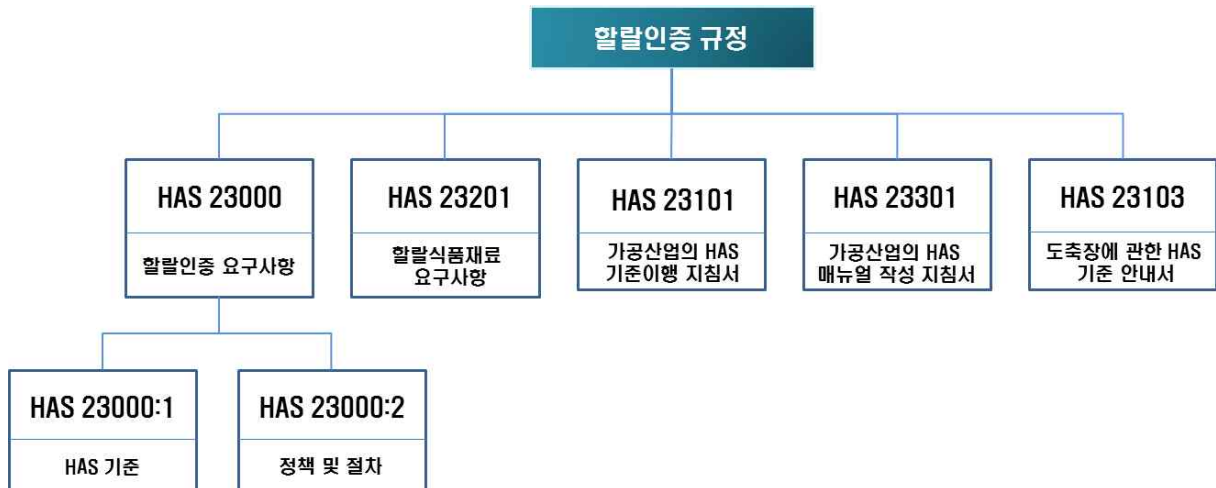 할랄인증 규정
HAS 23000
할랄인증 요구사항
HAS 23201
할랄식품재료
요구사항
HAS 23101
가공산업의 HAS
기준이행 지침서
HAS 23301
가공산업의 HAS
매뉴얼 작성 지침서
HAS 23103
도축장에 관한 HAS
기준 안내서
HAS 23000:1
HAS 기준
HAS 23000:2
정책 및 절차